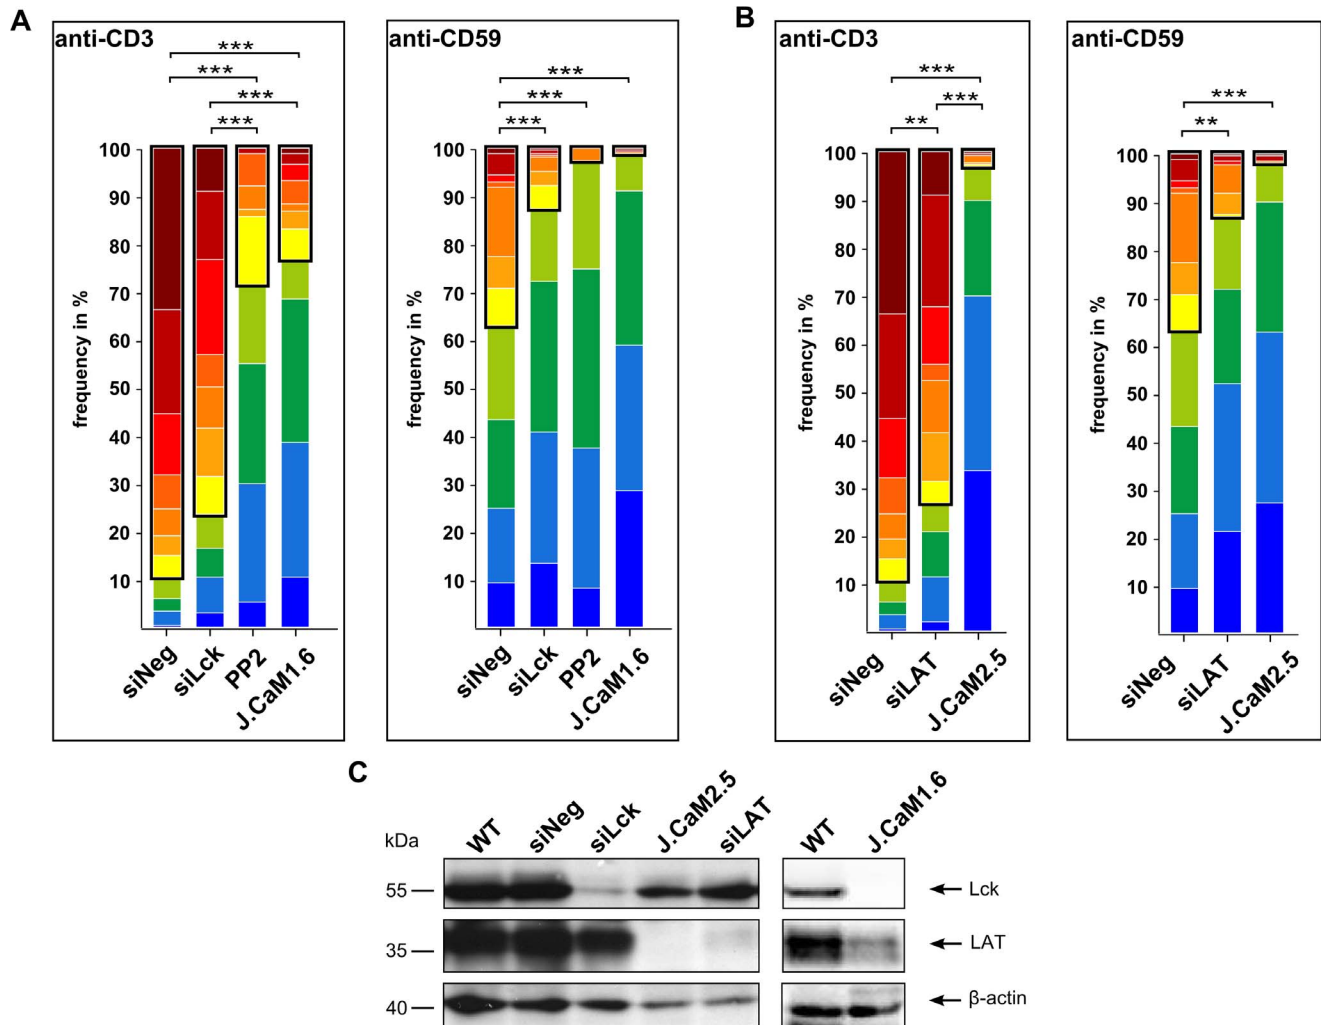 A
anti-CD3
***
***
***
***
frequency in %
100
90
80
70
60
50
40
30
20
10
siNeg
siLck
PP2
J.CaM1.6
anti-CD59
***
***
***
frequency in %
100
90
80
70
60
50
40
30
20
10
siNeg
siLck
PP2
J.CaM1.6
B
anti-CD3
***
***
**
frequency in %
100
90
80
70
60
50
40
30
20
10
siNeg
siLAT
J.CaM2.5
anti-CD59
***
**
frequency in %
100
90
80
70
60
50
40
30
20
10
siNeg
siLAT
J.CaM2.5
C
kDa
WT
siNeg
siLck
J.CaM2.5
siLAT
WT
J.CaM1.6
55
Lck
35
LAT
40
β-actin